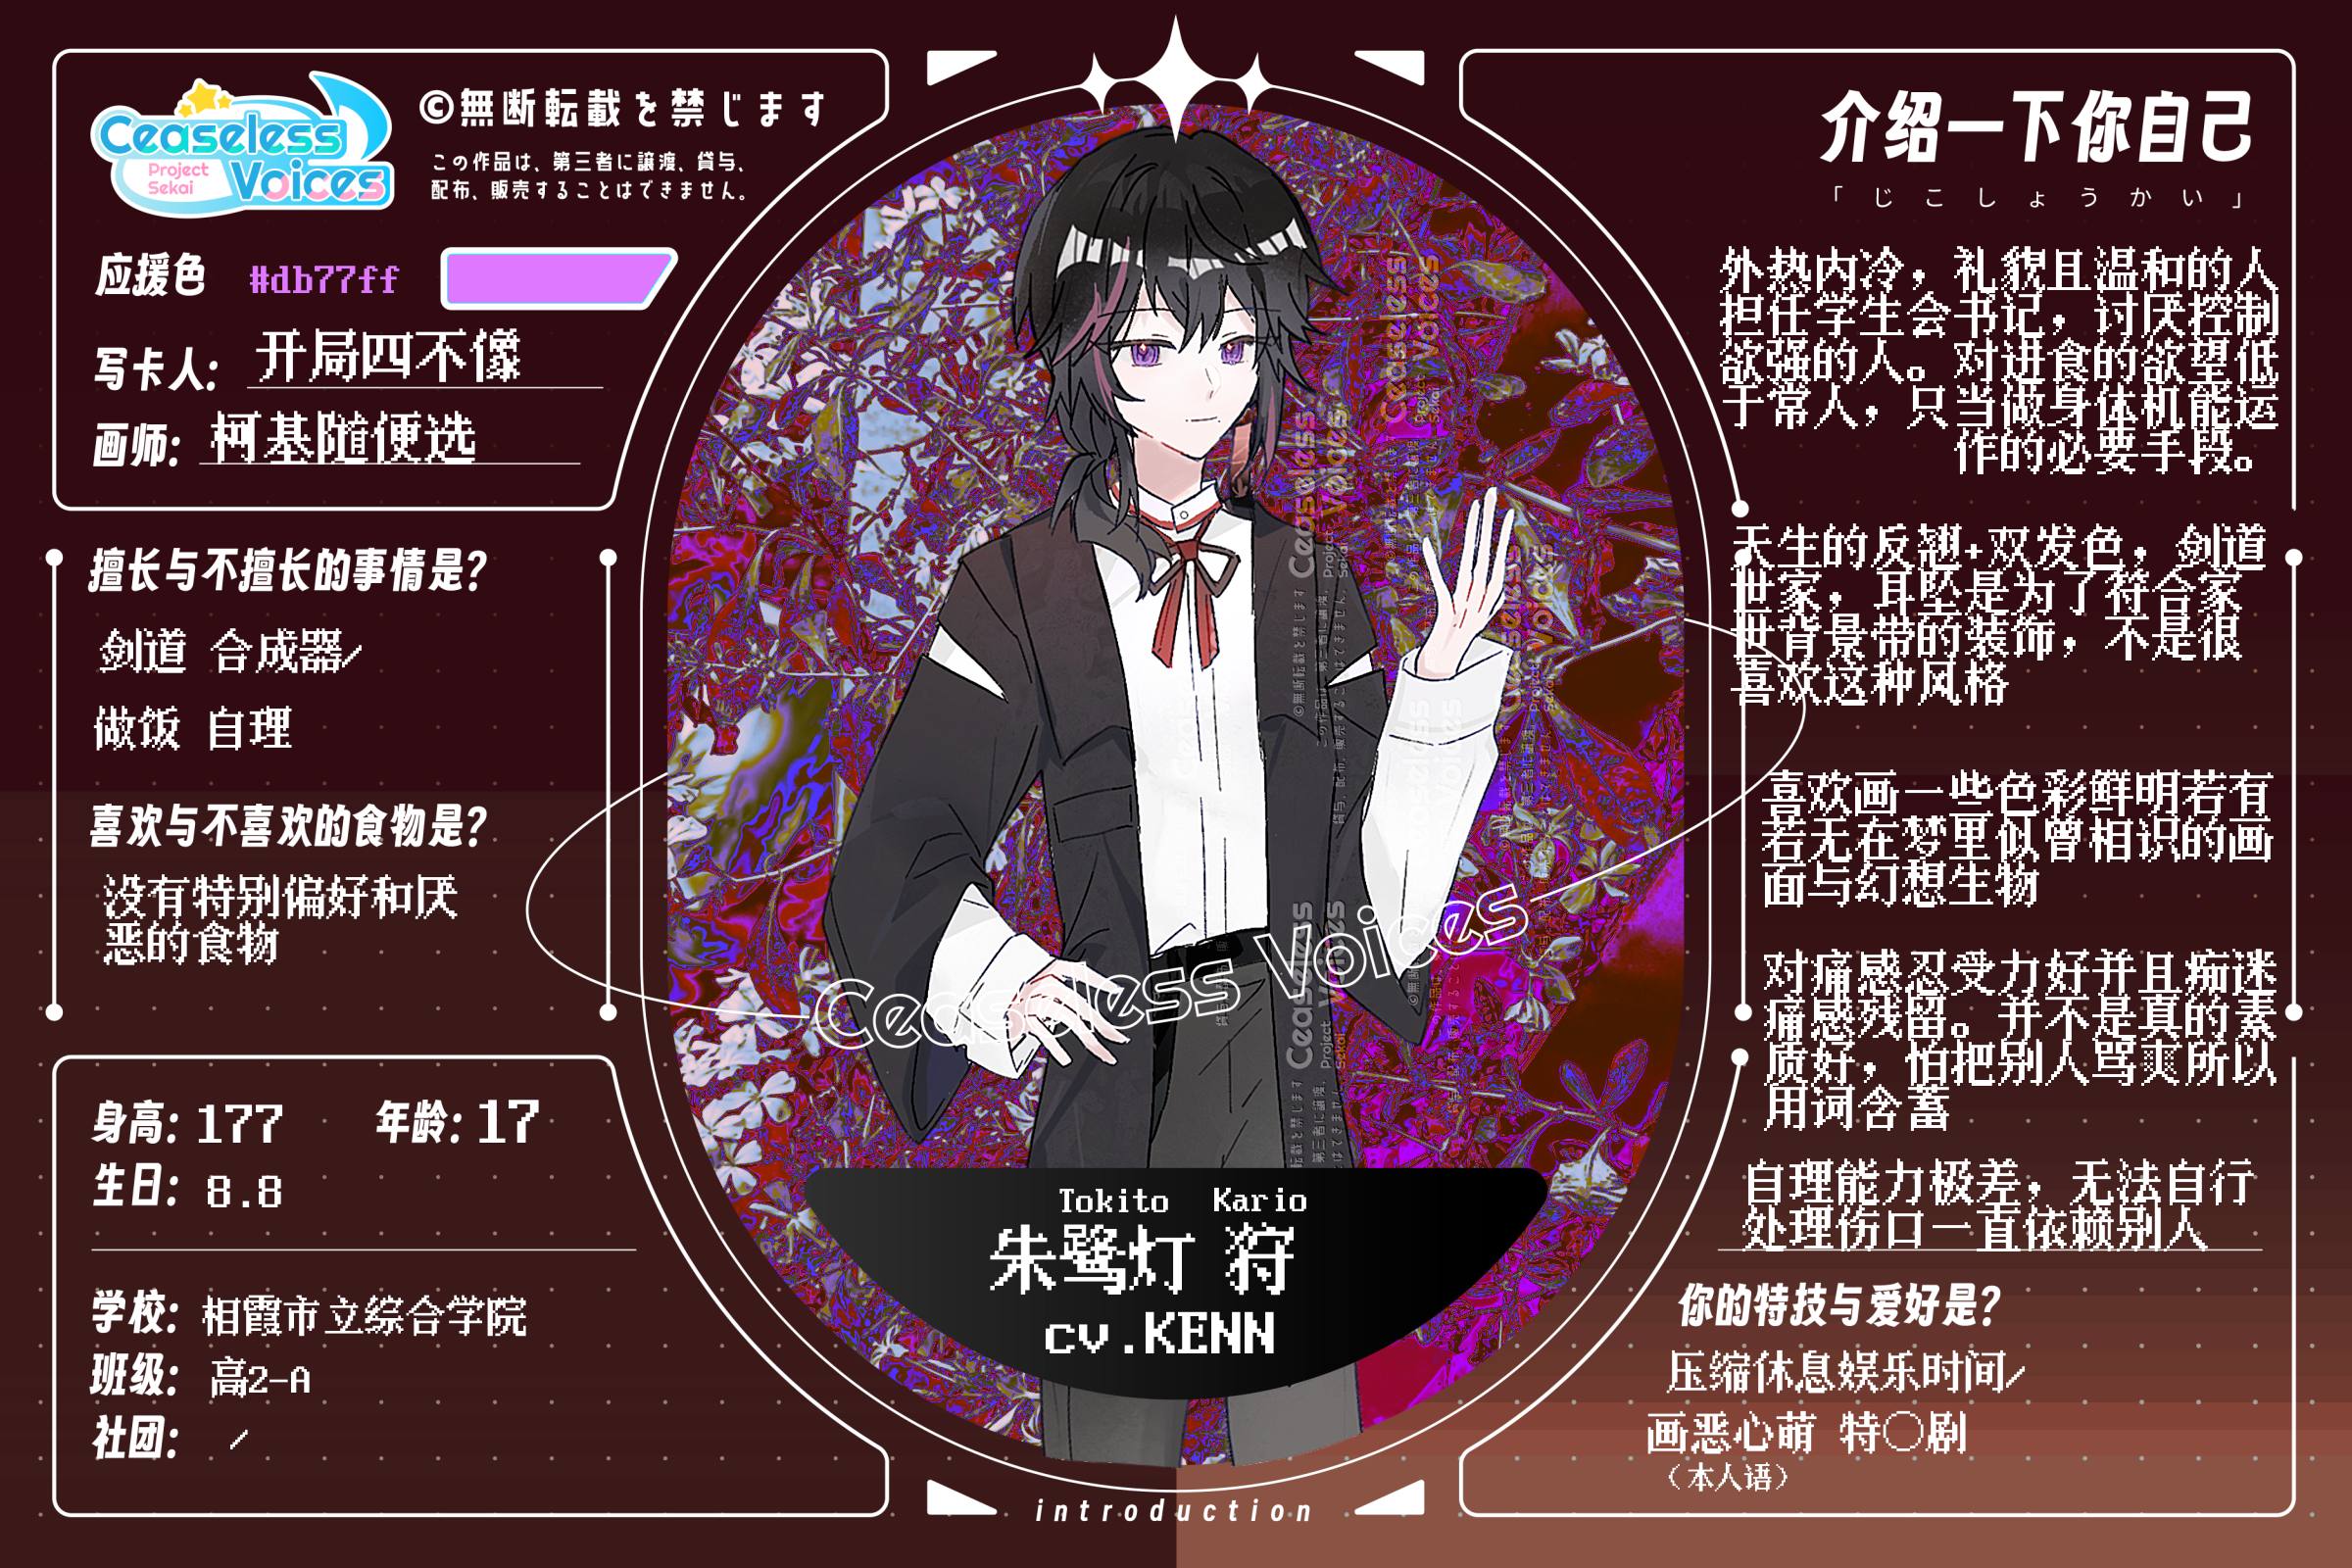 Ceaseless
Project
Sekai
Voices
©無断転載を禁じます
この作品は、第三者に譲渡、貸与、
配布、販売することはできません。
应援色 #db77ff
写卡人: 开局四不像
画师: 柯基随便选
擅长与不擅长的事情是?
剑道 合成器/
做饭 自理
喜欢与不喜欢的食物是?
没有特别偏好和厌
恶的食物
身高: 177 年龄: 17
生日: 8.8
学校: 相霞市立综合学院
班级: 高2-A
社团: /
Ceaseless Voices
Tokito Kario
朱鹭灯 狩
cv.KENN
introduction
介绍一下你自己
「じこしょうかい」
外热内冷，礼貌且温和的人
担任学生会书记，讨厌控制
欲强的人。对进食的欲望低
于常人，只当做身体机能运
作的必要手段。
天生的反翘+双发色，剑道
世家，耳坠是为了符合家
世背景带的装饰，不是很
喜欢这种风格
喜欢画一些色彩鲜明若有
若无在梦里似曾相识的画
面与幻想生物
对痛感忍受力好并且痴迷
痛感残留。并不是真的素
质好，怕把别人骂爽所以
用词含蓄
自理能力极差，无法自行
处理伤口一直依赖别人
你的特技与爱好是?
压缩休息娱乐时间/
画恶心萌 特〇剧
（本人语）